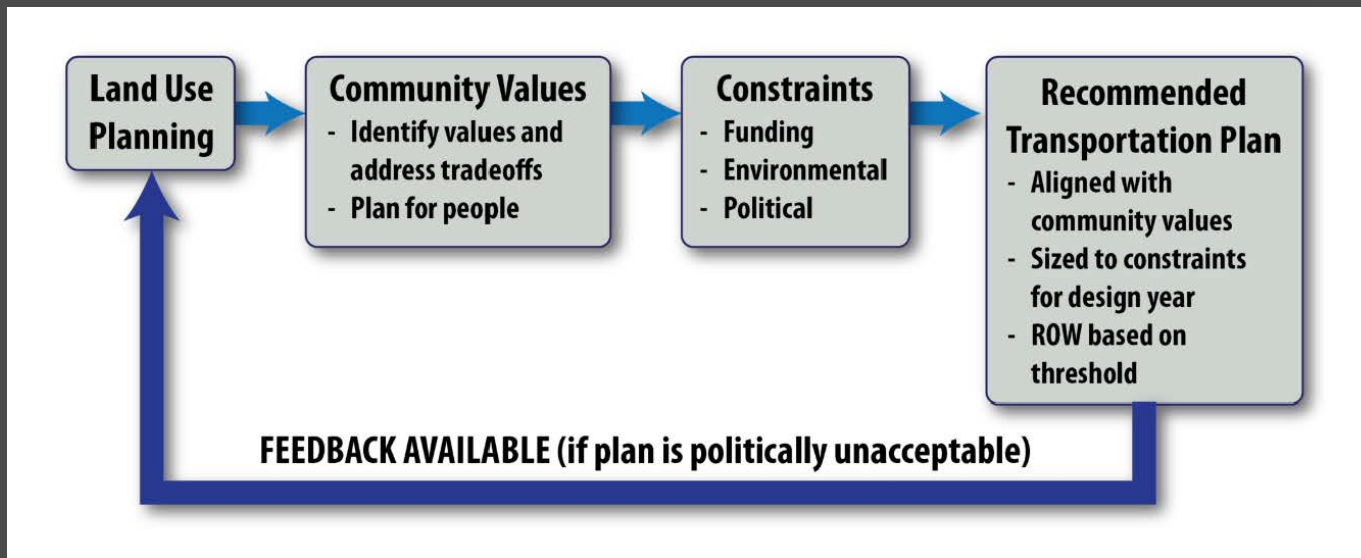 Land Use
Planning
Community Values
- Identify values and
address tradeoffs
- Plan for people
Constraints
- Funding
- Environmental
- Political
Recommended
Transportation Plan
- Aligned with
community values
- Sized to constraints
for design year
- ROW based on
threshold
FEEDBACK AVAILABLE (if plan is politically unacceptable)